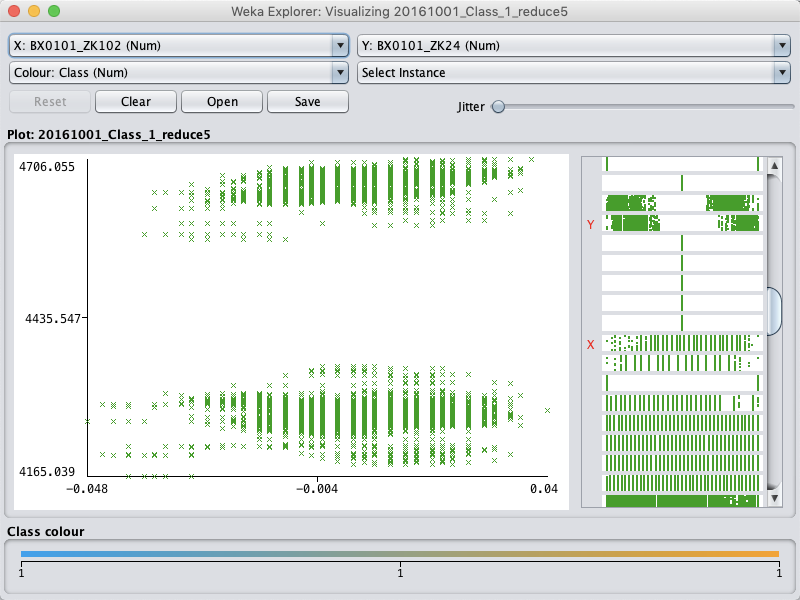 Weka Explorer: Visualizing 20161001_Class_1_reduce5
X: BX0101_ZK102 (Num)
Y: BX0101_ZK24 (Num)
Colour: Class (Num)
Select Instance
Reset
Clear
Open
Save
Jitter
Plot: 20161001_Class_1_reduce5
4706.055
4435.547
4165.039
-0.048
-0.004
0.04
Y
X
Class colour
1
1
1